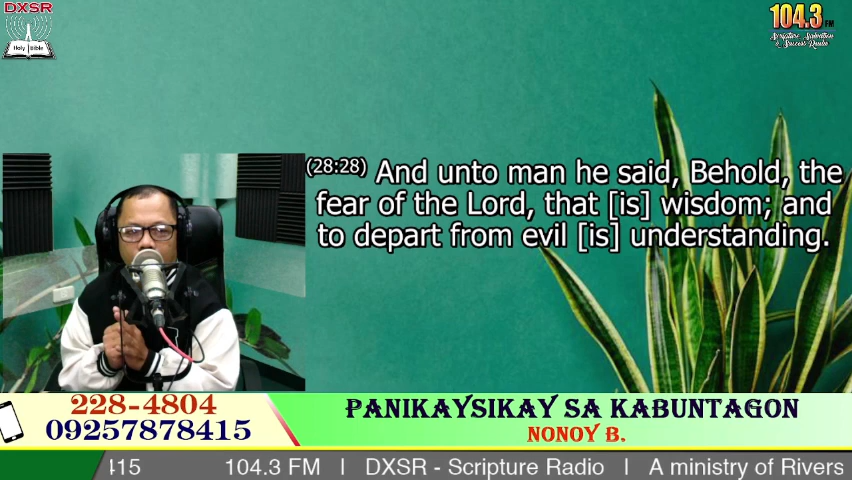 DXSR
Holy Bible
104.3 FM
Scripture, Salvation
& Success Radio
(28:28) And unto man he said, Behold, the
fear of the Lord, that [is] wisdom; and
to depart from evil [is] understanding.
228-4804
09257878415
PANIKAYSIKAY SA KABUNTAGON
NONOY B.
415 104.3 FM I DXSR - Scripture Radio I A ministry of Rivers